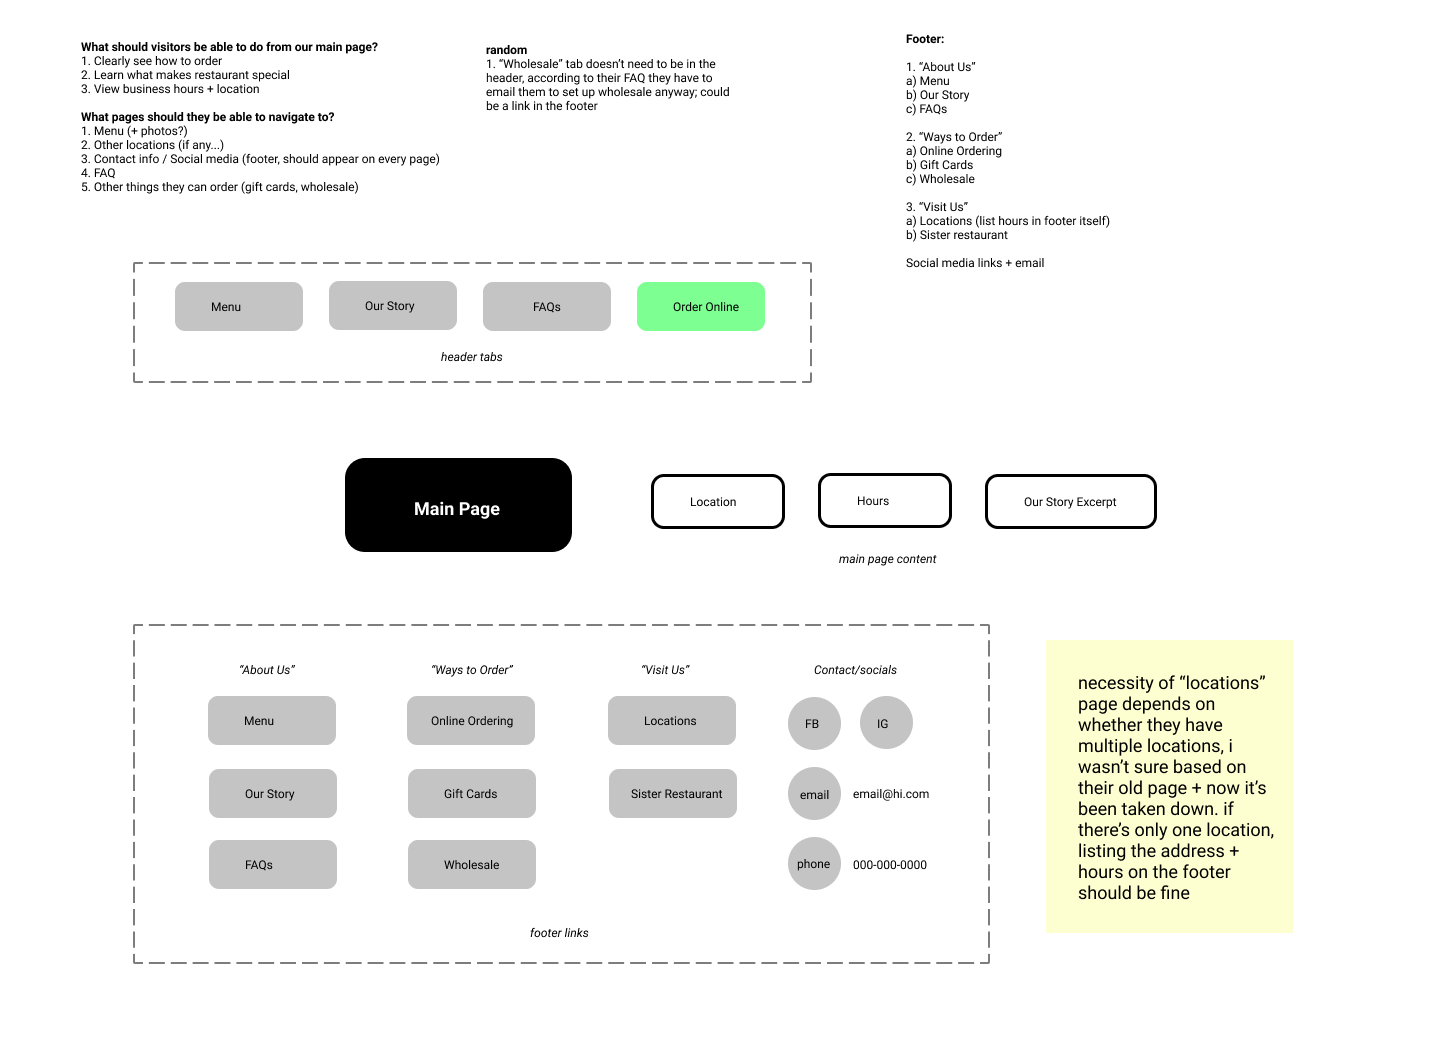 What should visitors be able to do from our main page?
1. Clearly see how to order
2. Learn what makes restaurant special
3. View business hours + location
What pages should they be able to navigate to?
1. Menu (+ photos?)
2. Other locations (if any...)
3. Contact info / Social media (footer, should appear on every page)
4. FAQ
5. Other things they can order (gift cards, wholesale)
random
1. “Wholesale” tab doesn’t need to be in the
header, according to their FAQ they have to
email them to set up wholesale anyway; could
be a link in the footer
Footer:
1. “About Us”
a) Menu
b) Our Story
c) FAQs
2. “Ways to Order”
a) Online Ordering
b) Gift Cards
c) Wholesale
3. “Visit Us”
a) Locations (list hours in footer itself)
b) Sister restaurant
Social media links + email
Menu
Our Story
FAQs
Order Online
header tabs
Main Page
Location
Hours
Our Story Excerpt
main page content
“About Us”
“Ways to Order”
“Visit Us”
Contact/socials
Menu
Online Ordering
Locations
FB
IG
Our Story
Gift Cards
Sister Restaurant
email
email@hi.com
FAQs
Wholesale
phone
000-000-0000
footer links
necessity of “locations”
page depends on
whether they have
multiple locations, i
wasn’t sure based on
their old page + now it’s
been taken down. if
there’s only one location,
listing the address +
hours on the footer
should be fine